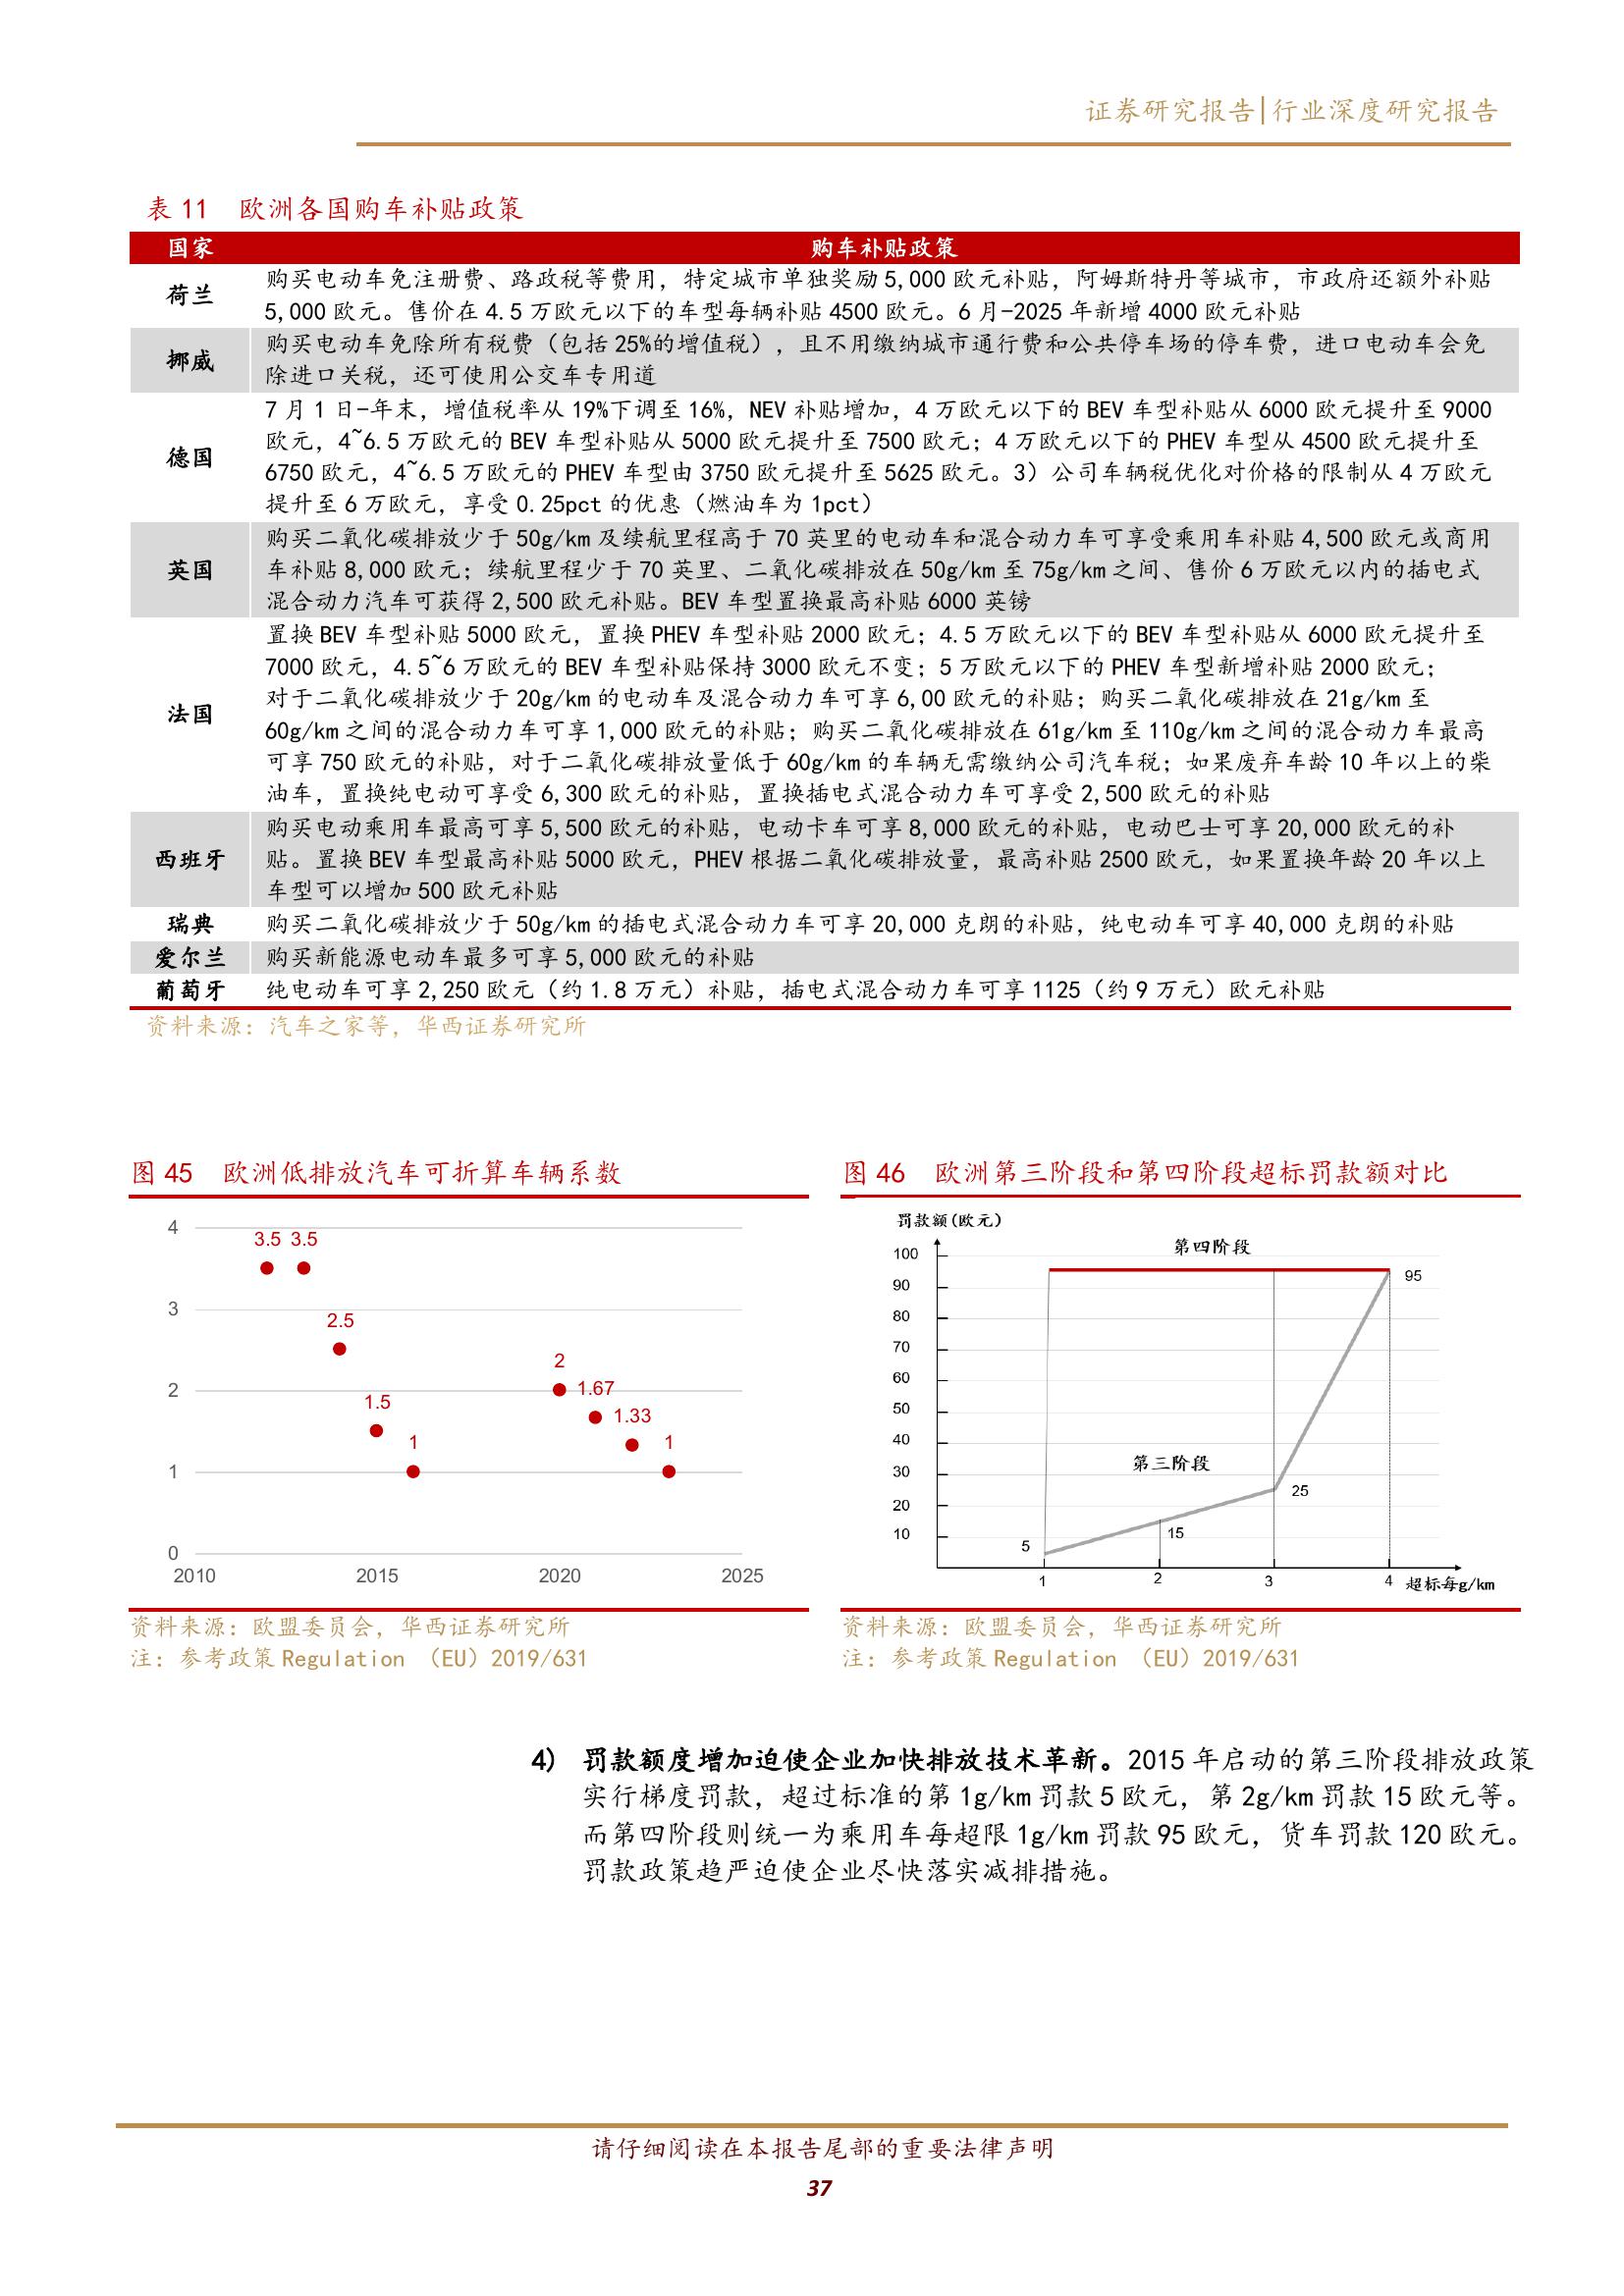 证券研究报告|行业深度研究报告
表 11 欧洲各国购车补贴政策
国家 购车补贴政策
荷兰
购买电动车免注册费、路政税等费用，特定城市单独奖励 5,000 欧元补贴，阿姆斯特丹等城市，市政府还额外补贴
5,000 欧元。售价在 4.5 万欧元以下的车型每辆补贴 4500 欧元。6 月-2025 年新增 4000 欧元补贴
挪威
购买电动车免除所有税费（包括 25%的增值税），且不用缴纳城市通行费和公共停车场的停车费，进口电动车会免
除进口关税，还可使用公交车专用道
德国
7 月 1 日-年末，增值税率从 19%下调至 16%，NEV 补贴增加，4 万欧元以下的 BEV 车型补贴从 6000 欧元提升至 9000
欧元，4~6.5 万欧元的 BEV 车型补贴从 5000 欧元提升至 7500 欧元；4 万欧元以下的 PHEV 车型从 4500 欧元提升至
6750 欧元，4~6.5 万欧元的 PHEV 车型由 3750 欧元提升至 5625 欧元。3）公司车辆税优化对价格的限制从 4 万欧元
提升至 6 万欧元，享受 0.25pct 的优惠（燃油车为 1pct）
英国
购买二氧化碳排放少于 50g/km 及续航里程高于 70 英里的电动车和混合动力车可享受乘用车补贴 4,500 欧元或商用
车补贴 8,000 欧元；续航里程少于 70 英里、二氧化碳排放在 50g/km 至 75g/km 之间、售价 6 万欧元以内的插电式
混合动力汽车可获得 2,500 欧元补贴。BEV 车型置换最高补贴 6000 英镑
法国
置换 BEV 车型补贴 5000 欧元，置换 PHEV 车型补贴 2000 欧元；4.5 万欧元以下的 BEV 车型补贴从 6000 欧元提升至
7000 欧元，4.5~6 万欧元的 BEV 车型补贴保持 3000 欧元不变；5 万欧元以下的 PHEV 车型新增补贴 2000 欧元；
对于二氧化碳排放少于 20g/km 的电动车及混合动力车可享 6,00 欧元的补贴；购买二氧化碳排放在 21g/km 至
60g/km 之间的混合动力车可享 1,000 欧元的补贴；购买二氧化碳排放在 61g/km 至 110g/km 之间的混合动力车最高
可享 750 欧元的补贴，对于二氧化碳排放量低于 60g/km 的车辆无需缴纳公司汽车税；如果废弃车龄 10 年以上的柴
油车，置换纯电动可享受 6,300 欧元的补贴，置换插电式混合动力车可享受 2,500 欧元的补贴
西班牙
购买电动乘用车最高可享 5,500 欧元的补贴，电动卡车可享 8,000 欧元的补贴，电动巴士可享 20,000 欧元的补
贴。置换 BEV 车型最高补贴 5000 欧元，PHEV 根据二氧化碳排放量，最高补贴 2500 欧元，如果置换年龄 20 年以上
车型可以增加 500 欧元补贴
瑞典 购买二氧化碳排放少于 50g/km 的插电式混合动力车可享 20,000 克朗的补贴，纯电动车可享 40,000 克朗的补贴
爱尔兰 购买新能源电动车最多可享 5,000 欧元的补贴
葡萄牙 纯电动车可享 2,250 欧元（约 1.8 万元）补贴，插电式混合动力车可享 1125（约 9 万元）欧元补贴
资料来源：汽车之家等，华西证券研究所
图 45 欧洲低排放汽车可折算车辆系数
4
3.5 3.5
3
2.5
2
2
1.67
1.5
1.33
1
1
1
0
2010 2015 2020 2025
资料来源：欧盟委员会，华西证券研究所
注：参考政策 Regulation （EU）2019/631
图 46 欧洲第三阶段和第四阶段超标罚款额对比
罚款额(欧元)
第四阶段
100
95
90
80
70
60
50
40
第三阶段
30
25
20
15
10
5
1 2 3 4 超标每g/km
资料来源：欧盟委员会，华西证券研究所
注：参考政策 Regulation （EU）2019/631
4） 罚款额度增加迫使企业加快排放技术革新。2015 年启动的第三阶段排放政策
实行梯度罚款，超过标准的第 1g/km 罚款 5 欧元，第 2g/km 罚款 15 欧元等。
而第四阶段则统一为乘用车每超限 1g/km 罚款 95 欧元，货车罚款 120 欧元。
罚款政策趋严迫使企业尽快落实减排措施。
请仔细阅读在本报告尾部的重要法律声明
37